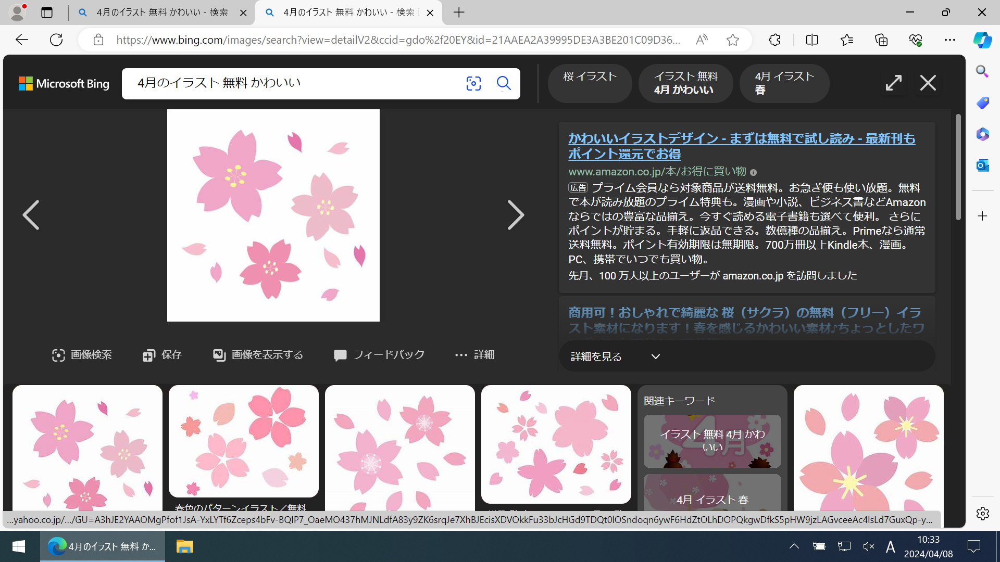 4月のイラスト 無料 かわいい - 検索
4月のイラスト 無料 かわいい - 検索
https://www.bing.com/images/search?view=detailV2&ccid=gdo%2f20EY&id=21AAEA2A39995DE3A3BE201C09D36...
Microsoft Bing
4月のイラスト 無料 かわいい
桜 イラスト
イラスト 無料
4月 かわいい
4月 イラスト
春
かわいいイラストデザイン - まずは無料で試し読み - 最新刊も
ポイント還元でお得
www.amazon.co.jp/本/お得に買い物
広告 プライム会員なら対象商品が送料無料。お急ぎ便も使い放題。無料
で本が読み放題のプライム特典も。漫画や小説、ビジネス書などAmazon
ならではの豊富な品揃え。今すぐ読める電子書籍も選べて便利。 さらに
ポイントが貯まる。手軽に返品できる。数億種の品揃え。Primeなら通常
送料無料。ポイント有効期限は無期限。700万冊以上Kindle本、漫画。
PC、携帯でいつでも買い物。
先月、100 万人以上のユーザーが amazon.co.jp を訪問しました
商用可！おしゃれで綺麗な 桜（サクラ）の無料（フリー）イラ
スト素材になります！春を感じるかわいい素材♪ちょっとしたワ
画像検索
保存
画像を表示する
フィードバック
詳細
詳細を見る
関連キーワード
イラスト 無料 4月 かわ
いい
4月 イラスト 春
春色のパターンイラスト／無料
...yahoo.co.jp/.../GU=A3hJE2YAAOMgPfof1JsA-YxLYTf6Zceps4bFv-BQIP7_OaeMO437hMJNLdfA83y9ZK6srqJe7XhBJEcisXDVOkkFu33bJcHGd9TDQt0lOSndoqn6ywF6HdZtOLhDOPQkgwDfkS5pHW9jzLAGvceeAc4lsLd7GuxQp-y...
4月のイラスト 無料 か...
A
10:33
2024/04/08